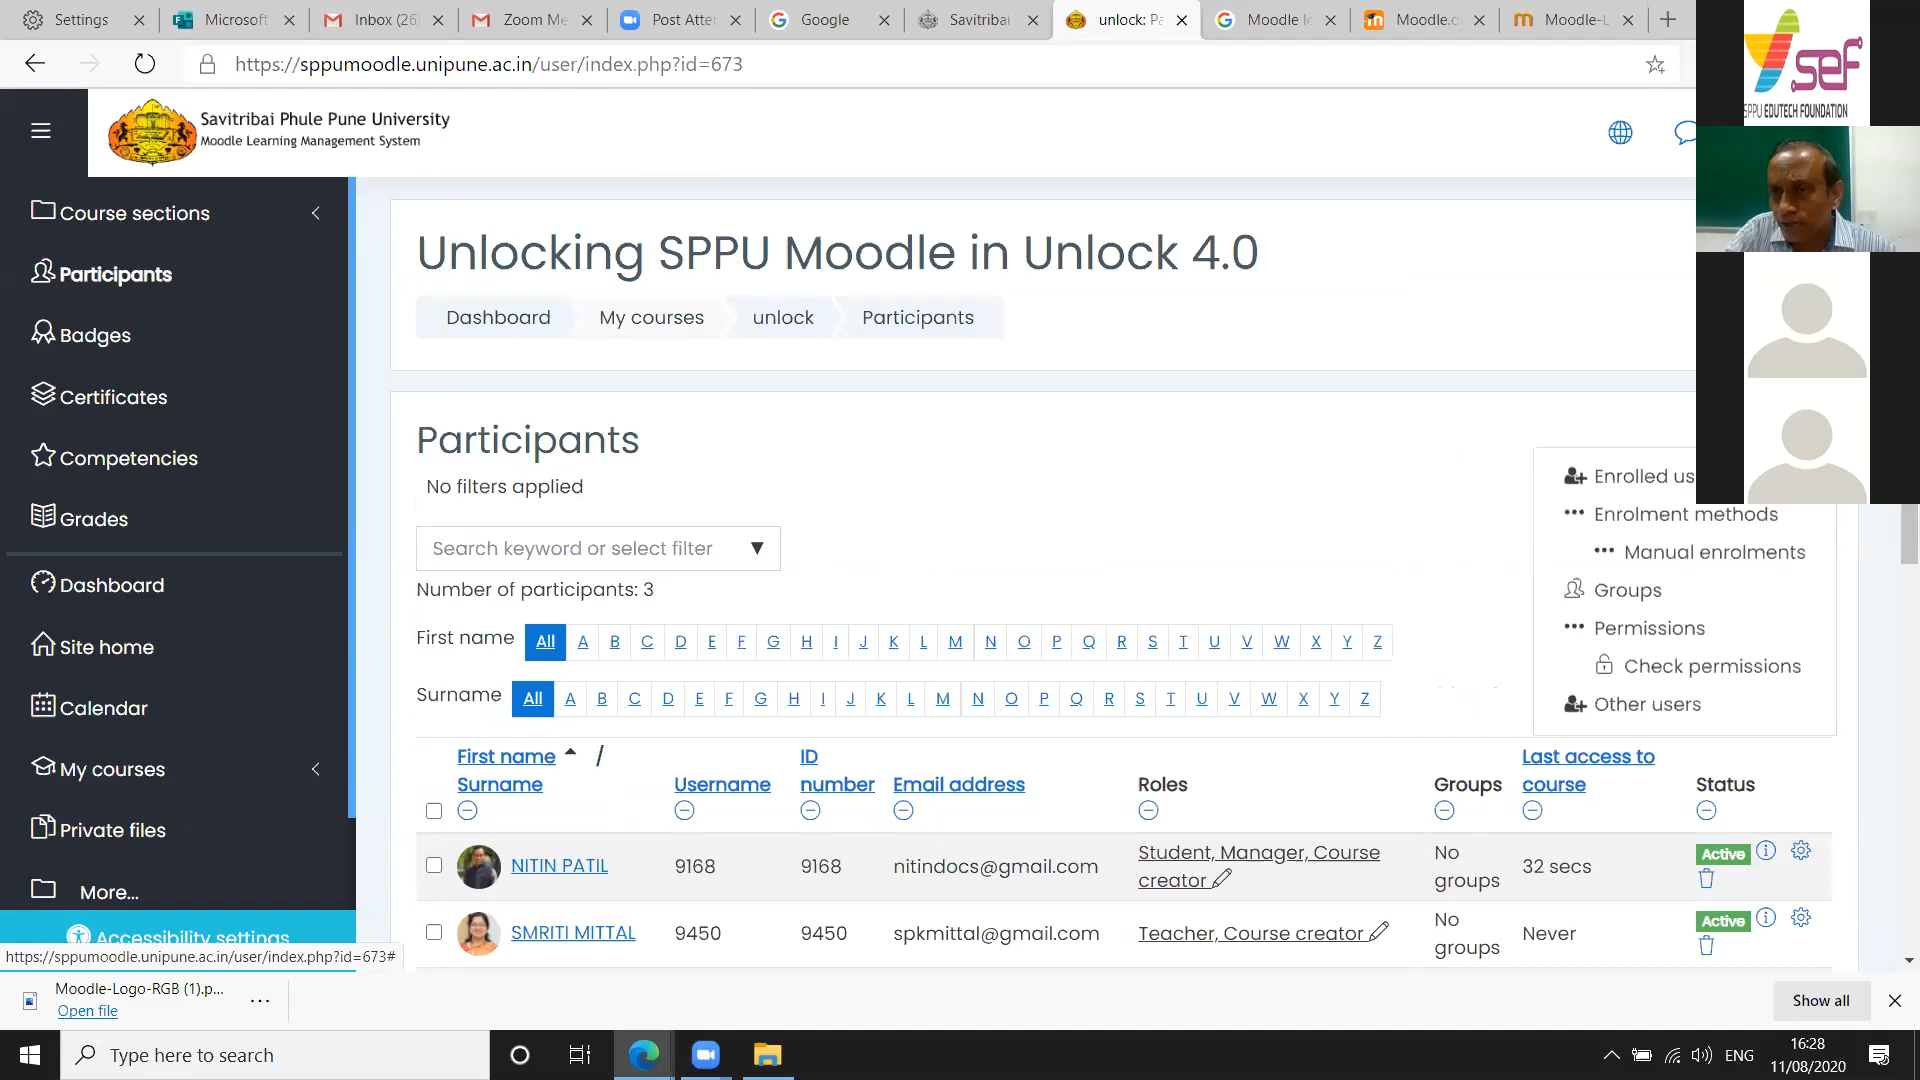 Settings
Microsoft
Inbox (26)
Zoom Me
Post Atter
Google
Savitribai
unlock: Pa
Moodle le
Moodle.o
Moodle-L
https://sppumoodle.unipune.ac.in/user/index.php?id=673
sef
SPPU EDUTECH FOUNDATION
Savitribai Phule Pune University
Moodle Learning Management System
Course sections
Participants
Badges
Certificates
Competencies
Grades
Dashboard
Site home
Calendar
My courses
Private files
More...
Accessibility settings
https://sppumoodle.unipune.ac.in/user/index.php?id=673#
Unlocking SPPU Moodle in Unlock 4.0
Dashboard My courses unlock Participants
Participants
No filters applied
Search keyword or select filter ▼
Number of participants: 3
Enrolled us
Enrolment methods
Manual enrolments
Groups
Permissions
Check permissions
Other users
First name All A B C D E F G H I J K L M N O P Q R S T U V W X Y Z
Surname All A B C D E F G H I J K L M N O P Q R S T U V W X Y Z
First name / Surname
Username
ID number
Email address
Roles
Groups
Last access to course
Status
NITIN PATIL 9168 9168 nitindocs@gmail.com Student, Manager, Course creator No groups 32 secs Active
SMRITI MITTAL 9450 9450 spkmittal@gmail.com Teacher, Course creator No groups Never Active
Moodle-Logo-RGB (1).p...
Open file
Show all
Type here to search
ENG
16:28
11/08/2020